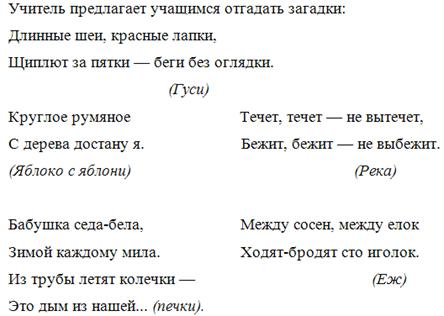 Учитель предлагает учащимся отгадать загадки:
Длинные шеи, красные лапки,
Щиплют за пятки — беги без оглядки.
(Гуси)
Круглое румяное
С дерева достану я.
(Яблоко с яблони)
Течет, течет — не вытечет,
Бежит, бежит — не выбежит.
(Река)
Бабушка седа-бела,
Зимой каждому мила.
Из трубы летят колечки —
Это дым из нашей... (печки).
Между сосен, между елок
Ходят-бродят сто иголок.
(Еж)